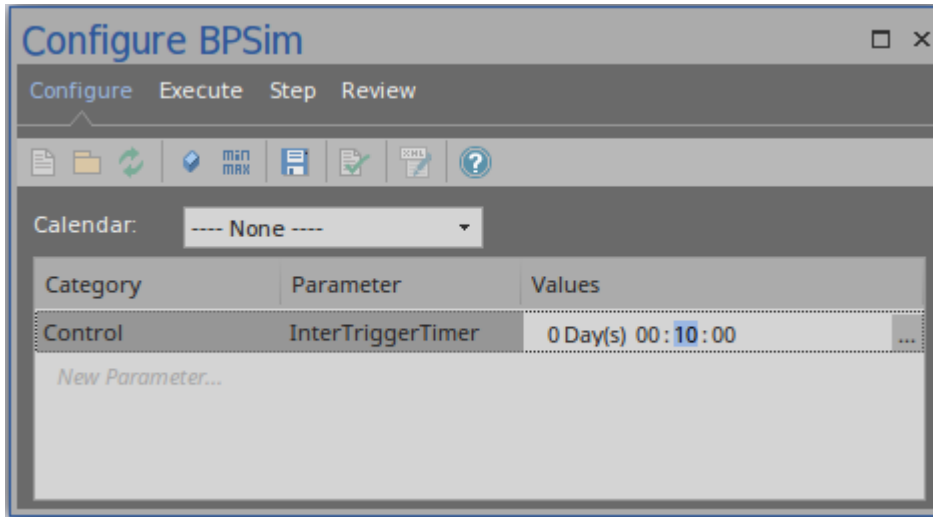 Configure BPSim
Configure Execute Step Review
min
max
XML
?
Calendar: ---- None ----
Category Parameter Values
Control InterTriggerTimer 0 Day(s) 00 : 10 : 00 ...
New Parameter...